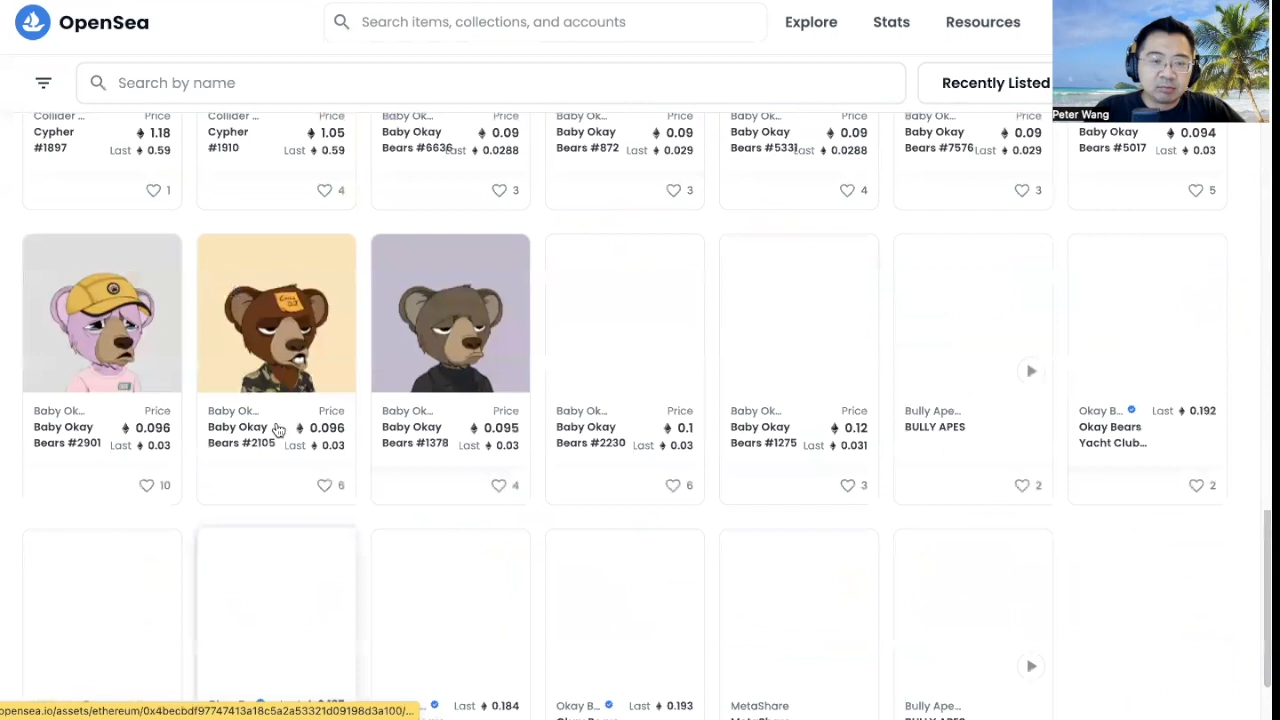 OpenSea
Search items, collections, and accounts
Explore
Stats
Resources
Search by name
Recently Listed
Peter Wang
Collider ... Price
Cypher 1.18
#1897 Last 0.59
1
Collider ... Price
Cypher 1.05
#1910 Last 0.59
4
Baby Ok... Price
Baby Okay 0.09
Bears #6636 Last 0.0288
3
Baby Ok... Price
Baby Okay 0.09
Bears #872 Last 0.029
3
Baby Ok... Price
Baby Okay 0.09
Bears #5331 Last 0.0288
4
Baby Ok... Price
Baby Okay 0.09
Bears #7576 Last 0.029
3
Baby Ok... Price
Baby Okay 0.094
Bears #5017 Last 0.03
5
Baby Ok... Price
Baby Okay 0.096
Bears #2901 Last 0.03
10
Baby Ok... Price
Baby Okay 0.096
Bears #2105 Last 0.03
6
Baby Ok... Price
Baby Okay 0.095
Bears #1378 Last 0.03
4
Baby Ok... Price
Baby Okay 0.1
Bears #2230 Last 0.03
6
Baby Ok... Price
Baby Okay 0.12
Bears #1275 Last 0.031
3
Bully Ape...
BULLY APES
2
Okay B... Last 0.192
Okay Bears
Yacht Club...
2
Last 0.184
Okay B... Last 0.193
Okay Bears
MetaShare
MetaShare
Bully Ape...
BULLY APES
opensea.io/assets/ethereum/0x4becbdf97747413a18c5a2a53321d09198d3a100/...